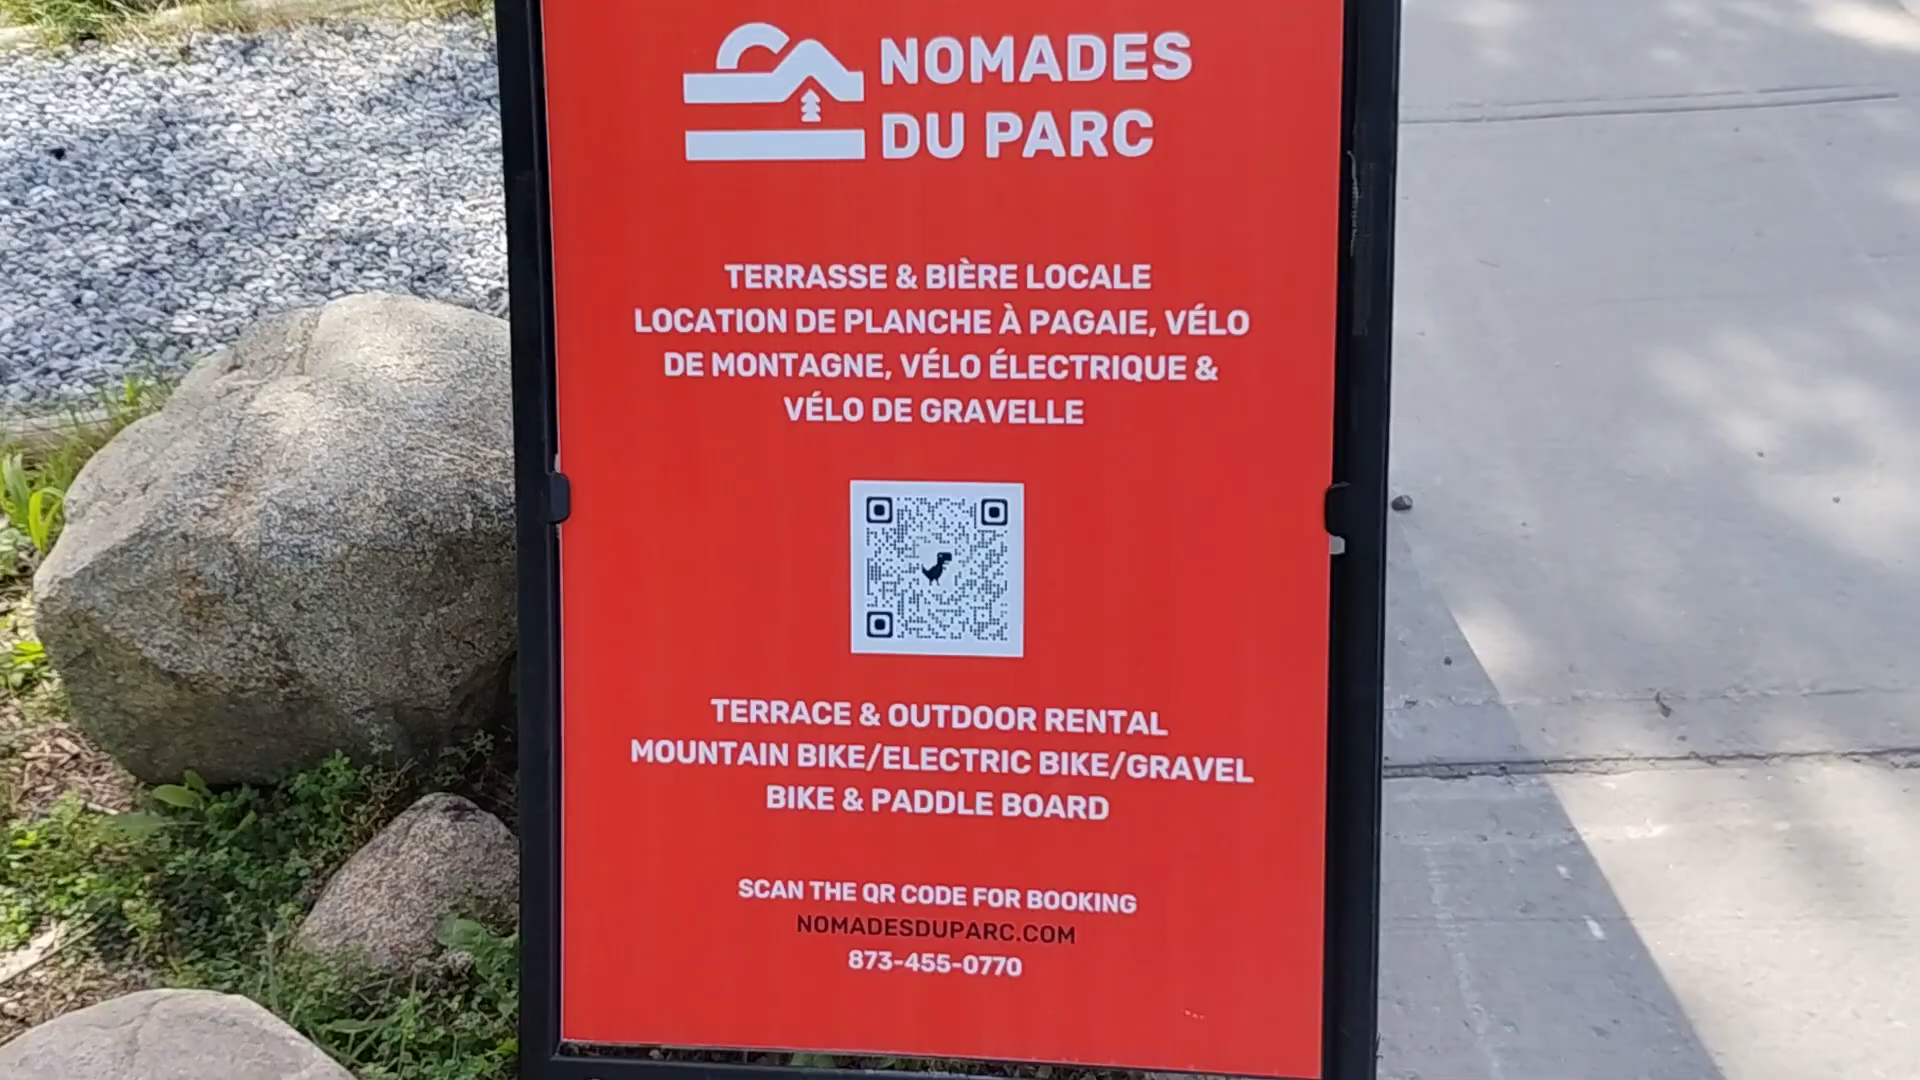 NOMADES
DU PARC
TERRASSE & BIÈRE LOCALE
LOCATION DE PLANCHE À PAGAIE, VÉLO
DE MONTAGNE, VÉLO ÉLECTRIQUE &
VÉLO DE GRAVELLE
TERRACE & OUTDOOR RENTAL
MOUNTAIN BIKE/ELECTRIC BIKE/GRAVEL
BIKE & PADDLE BOARD
SCAN THE QR CODE FOR BOOKING
NOMADESDUPARC.COM
873-455-0770